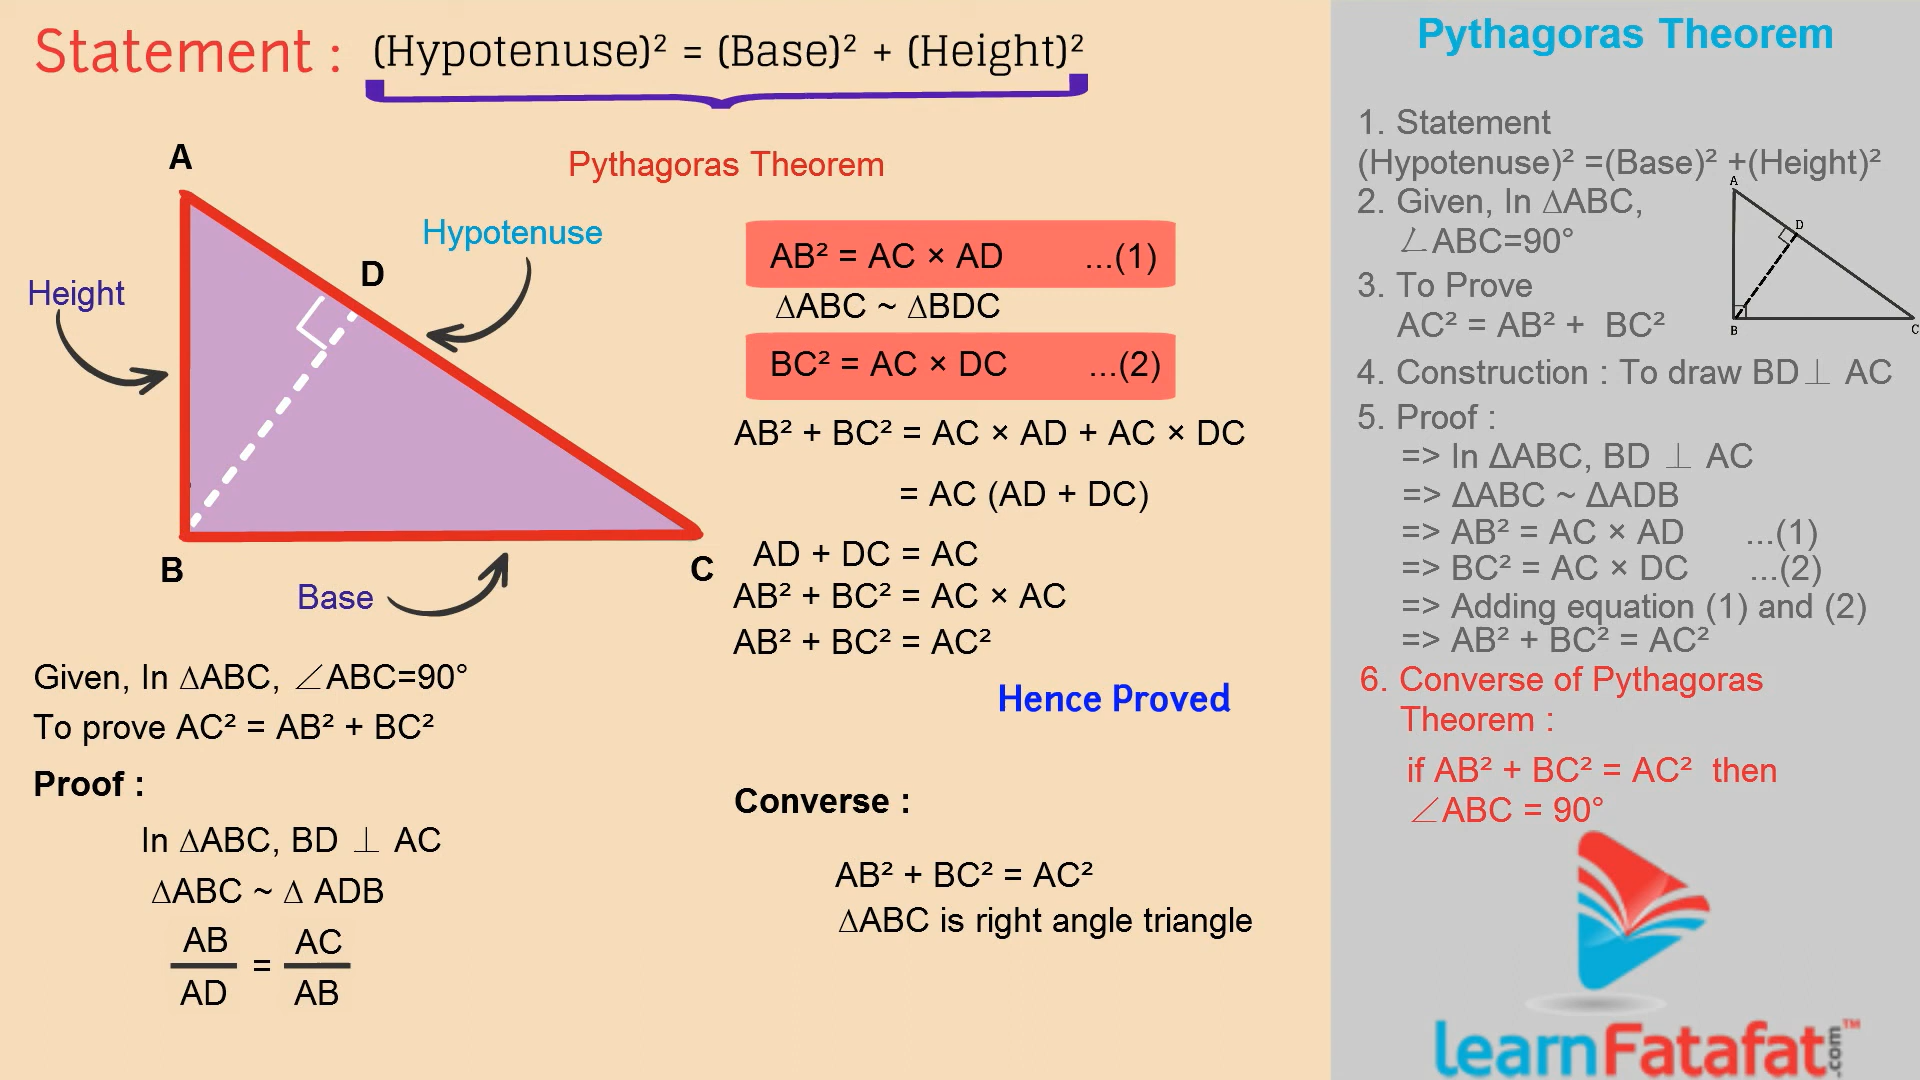 Statement : (Hypotenuse)² = (Base)² + (Height)²
Pythagoras Theorem
A
Hypotenuse
D
Height
B
C
Base
Given, In ∆ABC, ∠ABC=90°
To prove AC² = AB² + BC²
Proof :
In ∆ABC, BD ⊥ AC
∆ABC ~ ∆ ADB
AB/AD = AC/AB
AB² = AC × AD ...(1)
∆ABC ~ ∆BDC
BC² = AC × DC ...(2)
AB² + BC² = AC × AD + AC × DC
= AC (AD + DC)
AD + DC = AC
AB² + BC² = AC × AC
AB² + BC² = AC²
Hence Proved
Converse :
AB² + BC² = AC²
∆ABC is right angle triangle
Pythagoras Theorem
1. Statement
(Hypotenuse)² =(Base)² +(Height)²
2. Given, In ∆ABC,
∠ABC=90°
3. To Prove
AC² = AB² + BC²
A
D
B
C
4. Construction : To draw BD⊥ AC
5. Proof :
=> In ∆ABC, BD ⊥ AC
=> ∆ABC ~ ∆ADB
=> AB² = AC × AD ...(1)
=> BC² = AC × DC ...(2)
=> Adding equation (1) and (2)
=> AB² + BC² = AC²
6. Converse of Pythagoras
Theorem :
if AB² + BC² = AC² then
∠ABC = 90°
learnFatafat.com™